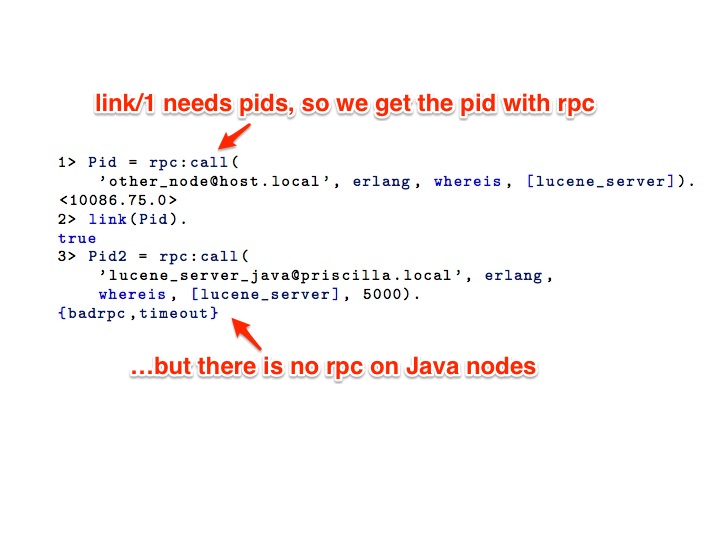 link/1 needs pids, so we get the pid with rpc
1> Pid = rpc:call(
'other_node@host.local', erlang, whereis, [lucene_server]).
<10086.75.0>
2> link(Pid).
true
3> Pid2 = rpc:call(
'lucene_server_java@priscilla.local', erlang,
whereis, [lucene_server], 5000).
{badrpc,timeout}
…but there is no rpc on Java nodes